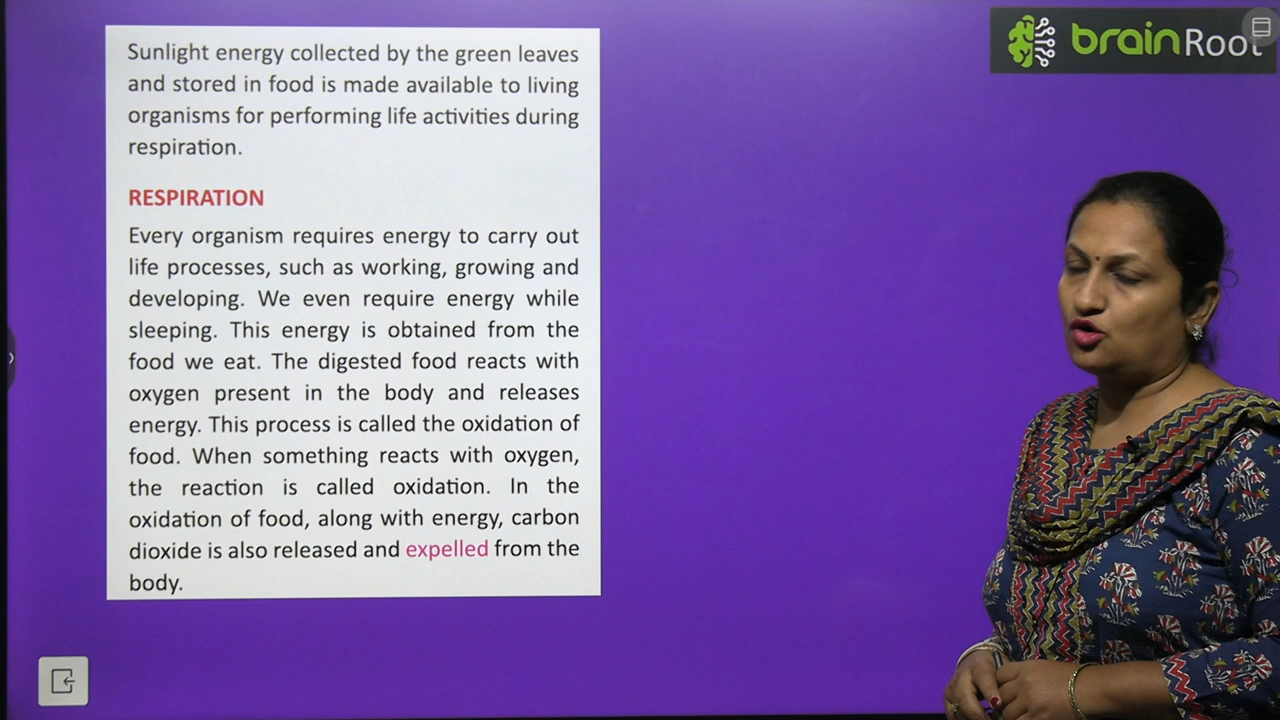 Sunlight energy collected by the green leaves
and stored in food is made available to living
organisms for performing life activities during
respiration.
RESPIRATION
Every organism requires energy to carry out
life processes, such as working, growing and
developing. We even require energy while
sleeping. This energy is obtained from the
food we eat. The digested food reacts with
oxygen present in the body and releases
energy. This process is called the oxidation of
food. When something reacts with oxygen,
the reaction is called oxidation. In the
oxidation of food, along with energy, carbon
dioxide is also released and expelled from the
body.
brainRoot